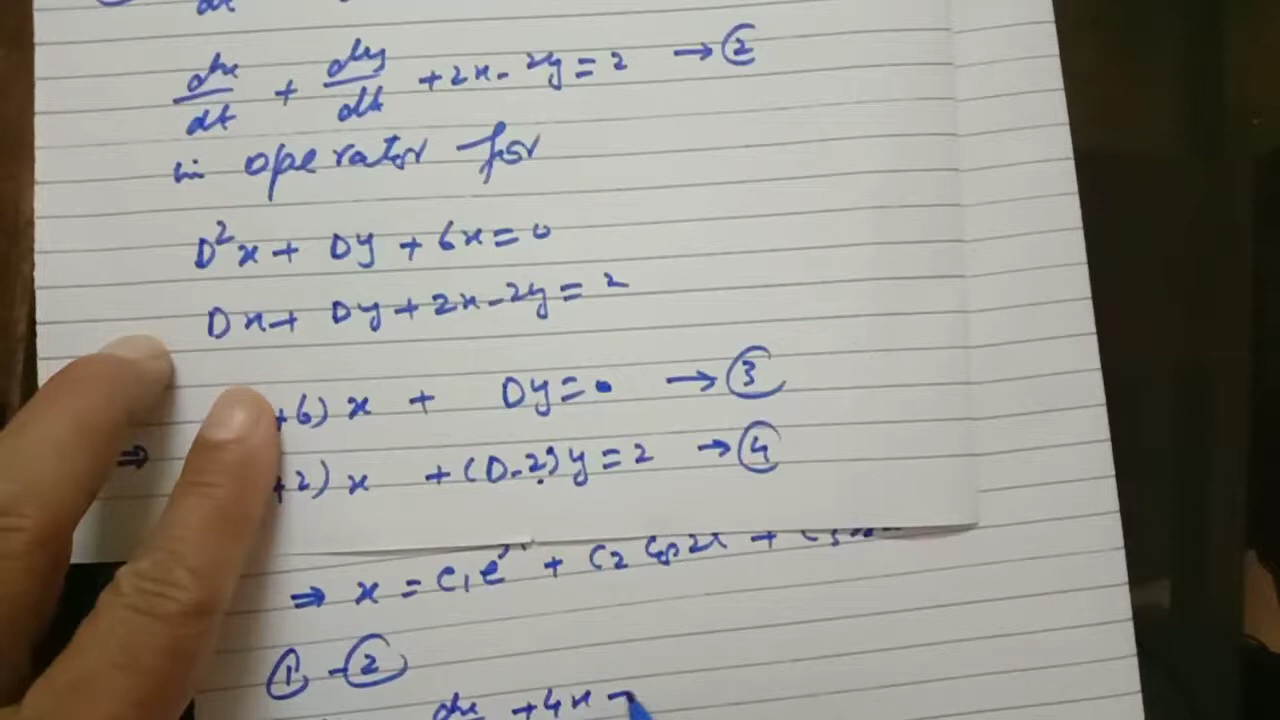 dx/dt + dy/dt + 2x - 2y = 2 → ②
in operator for
D²x + Dy + 6x = 0
Dx + Dy + 2x - 2y = 2
+6) x + Dy = 0 → ③
⇒ +2) x + (D-2) y = 2 → ④
⇒ x = C₁e + C₂ Cos2x +
① - ②
dx +4x -